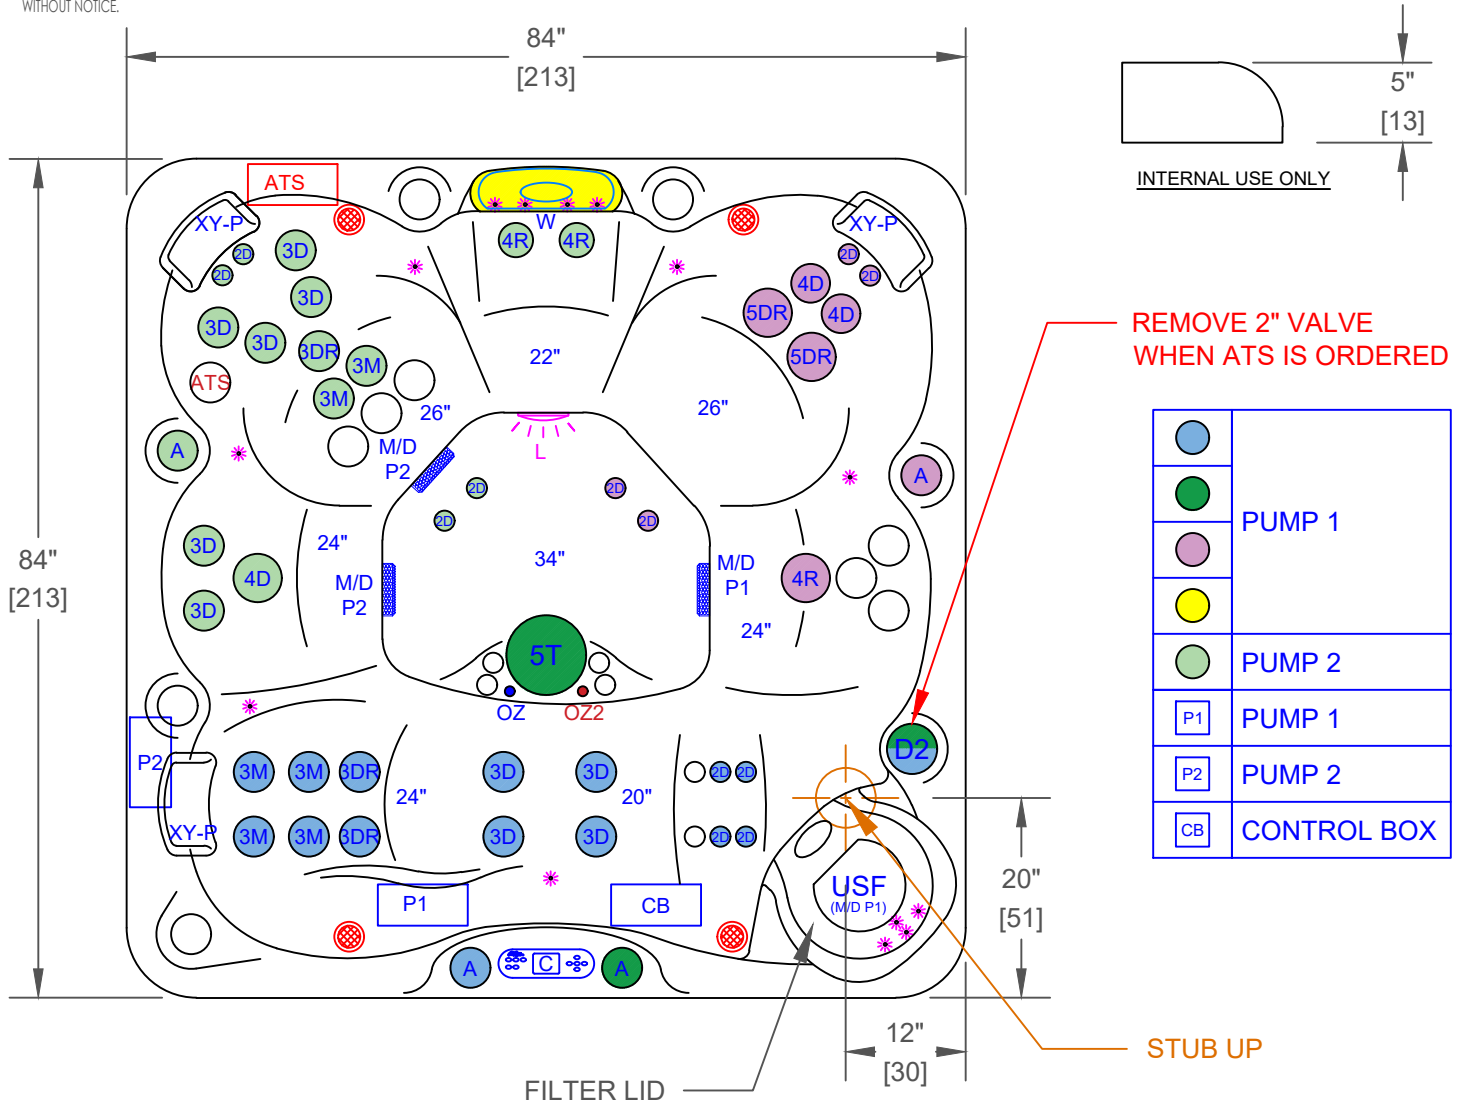 WITHOUT NOTICE.
84"
[213]
5"
[13]
INTERNAL USE ONLY
ATS
XY-P
W
XY-P
2D
2D
3D
4R
4R
2D
2D
3D
4D
5DR
4D
3D
3D
3DR
3M
5DR
REMOVE 2" VALVE
WHEN ATS IS ORDERED
22"
ATS
3M
26"
26"
A
M/D
P2
L
A
2D
2D
2D
2D
PUMP 1
3D
24"
84"
[213]
4D
3D
M/D
P2
34"
M/D
P1
4R
24"
5T
OZ
OZ2
PUMP 2
P1
PUMP 1
P2
PUMP 2
CB
CONTROL BOX
D2
P2
3M
3M
3DR
3D
3D
2D
2D
24"
20"
XY-P
3M
3M
3DR
3D
3D
2D
2D
P1
CB
USF
(M/D P1)
20"
[51]
A
C
A
12"
[30]
STUB UP
FILTER LID